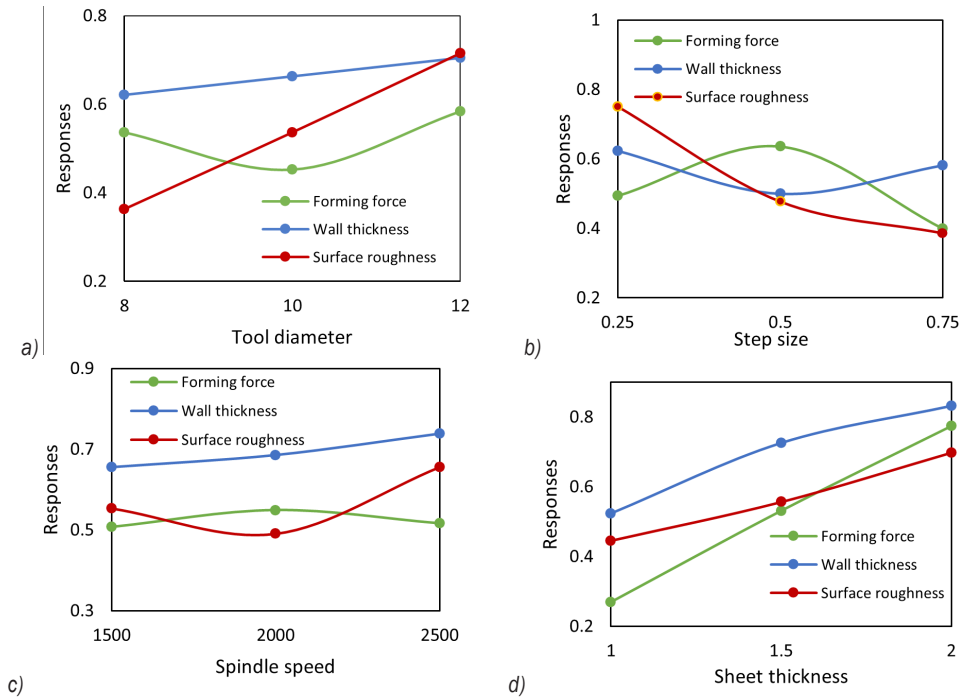 0.8
0.6
0.4
0.2
Responses
Forming force
Wall thickness
Surface roughness
8
10
12
Tool diameter
a)
1
0.8
0.6
0.4
0.2
Responses
Forming force
Wall thickness
Surface roughness
0.25
0.5
0.75
Step size
b)
0.9
0.7
0.5
0.3
Responses
Forming force
Wall thickness
Surface roughness
1500
2000
2500
Spindle speed
c)
0.8
0.6
0.4
0.2
Responses
Forming force
Wall thickness
Surface roughness
1
1.5
2
Sheet thickness
d)